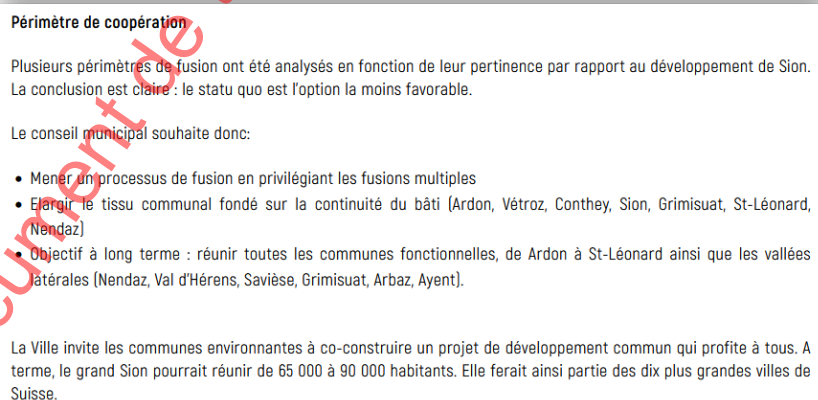 Périmètre de coopération
Plusieurs périmètres de fusion ont été analysés en fonction de leur pertinence par rapport au développement de Sion.
La conclusion est claire : le statu quo est l'option la moins favorable.
Le conseil municipal souhaite donc:
• Mener un processus de fusion en privilégiant les fusions multiples
• Elargir le tissu communal fondé sur la continuité du bâti (Ardon, Vétroz, Conthey, Sion, Grimisuat, St-Léonard,
Nendaz)
• Objectif à long terme : réunir toutes les communes fonctionnelles, de Ardon à St-Léonard ainsi que les vallées
latérales (Nendaz, Val d'Hérens, Savièse, Grimisuat, Arbaz, Ayent).
La Ville invite les communes environnantes à co-construire un projet de développement commun qui profite à tous. A
terme, le grand Sion pourrait réunir de 65 000 à 90 000 habitants. Elle ferait ainsi partie des dix plus grandes villes de
Suisse.
cument de